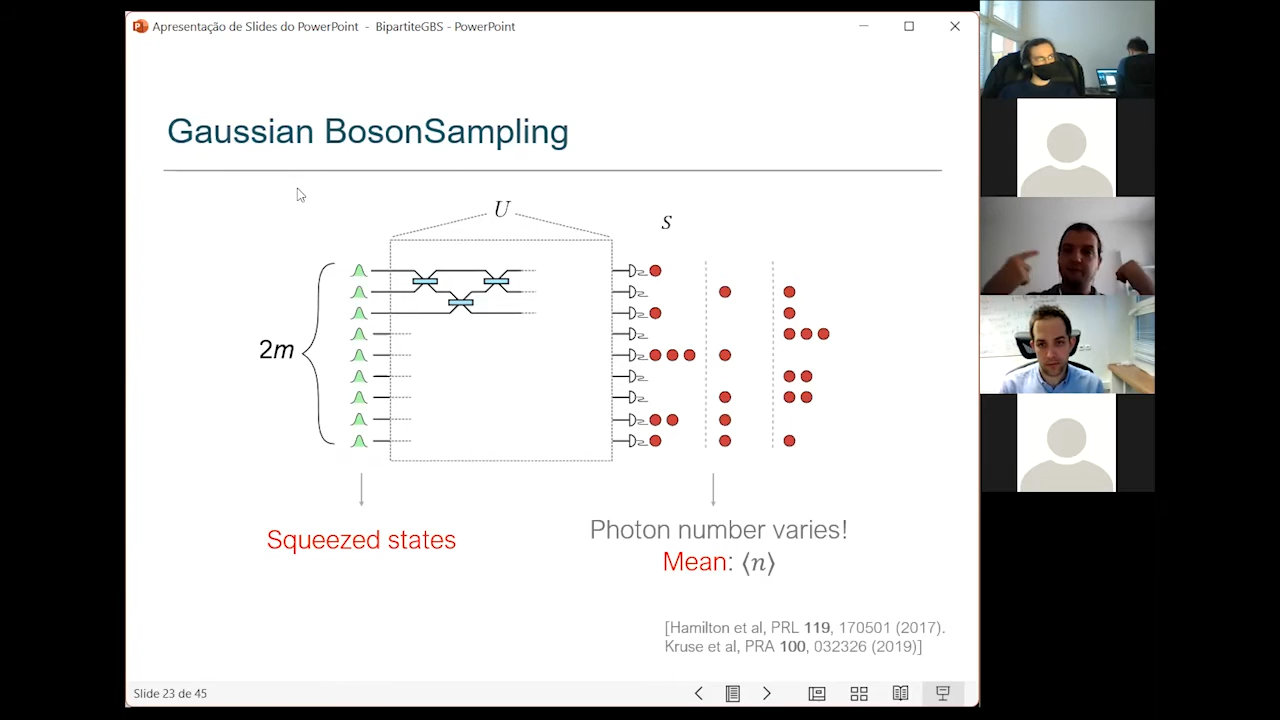 Apresentação de Slides do PowerPoint - BipartiteGBS - PowerPoint
Gaussian BosonSampling
U
S
2m
Squeezed states
Photon number varies!
Mean: ⟨n⟩
[Hamilton et al, PRL 119, 170501 (2017).
Kruse et al, PRA 100, 032326 (2019)]
Slide 23 de 45